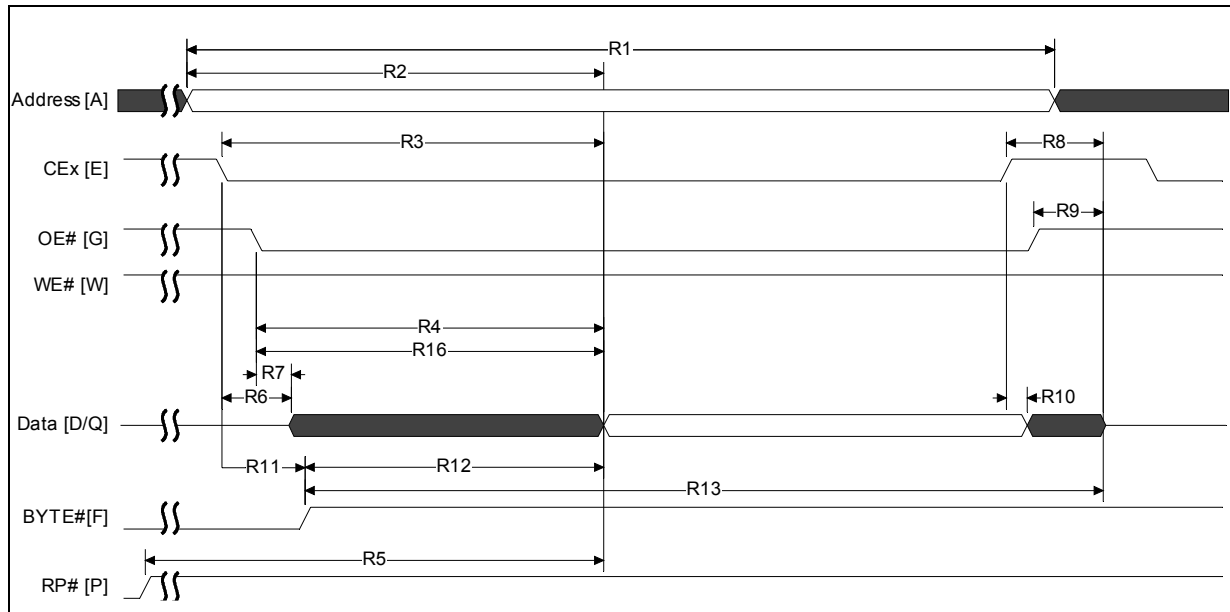 R1
R2
Address [A]
R3
R8
CEx [E]
R9
OE# [G]
WE# [W]
R4
R16
R7
R6
R10
Data [D/Q]
R11
R12
R13
BYTE#[F]
R5
RP# [P]